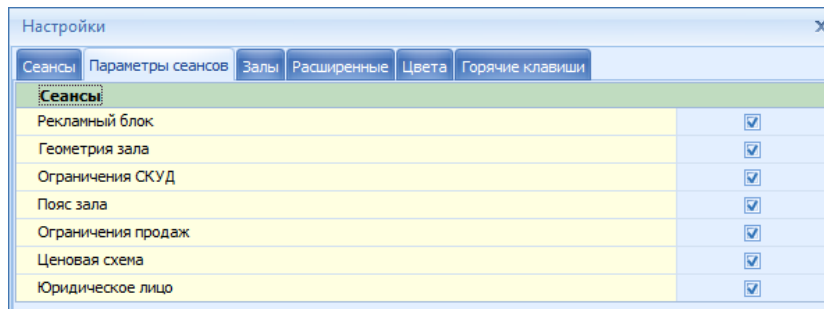 Настройки
Сеансы Параметры сеансов Залы Расширенные Цвета Горячие клавиши
Сеансы
Рекламный блок
Геометрия зала
Ограничения СКУД
Пояс зала
Ограничения продаж
Ценовая схема
Юридическое лицо